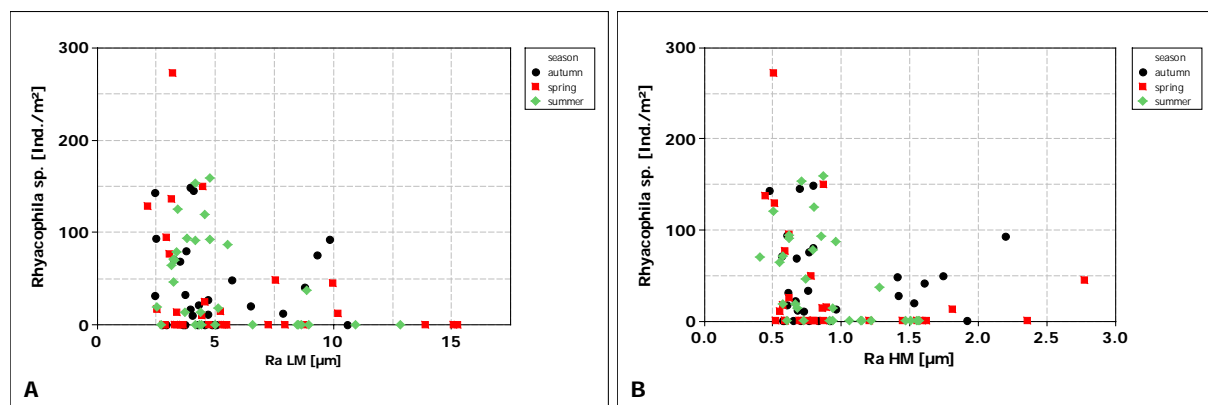 300
200
100
0
Rhyacophila sp. [Ind./m²]
0
5
10
15
Ra LM [µm]
season
autumn
spring
summer
A
300
200
100
0
Rhyacophila sp. [Ind./m²]
0.0
0.5
1.0
1.5
2.0
2.5
3.0
Ra HM [µm]
season
autumn
spring
summer
B